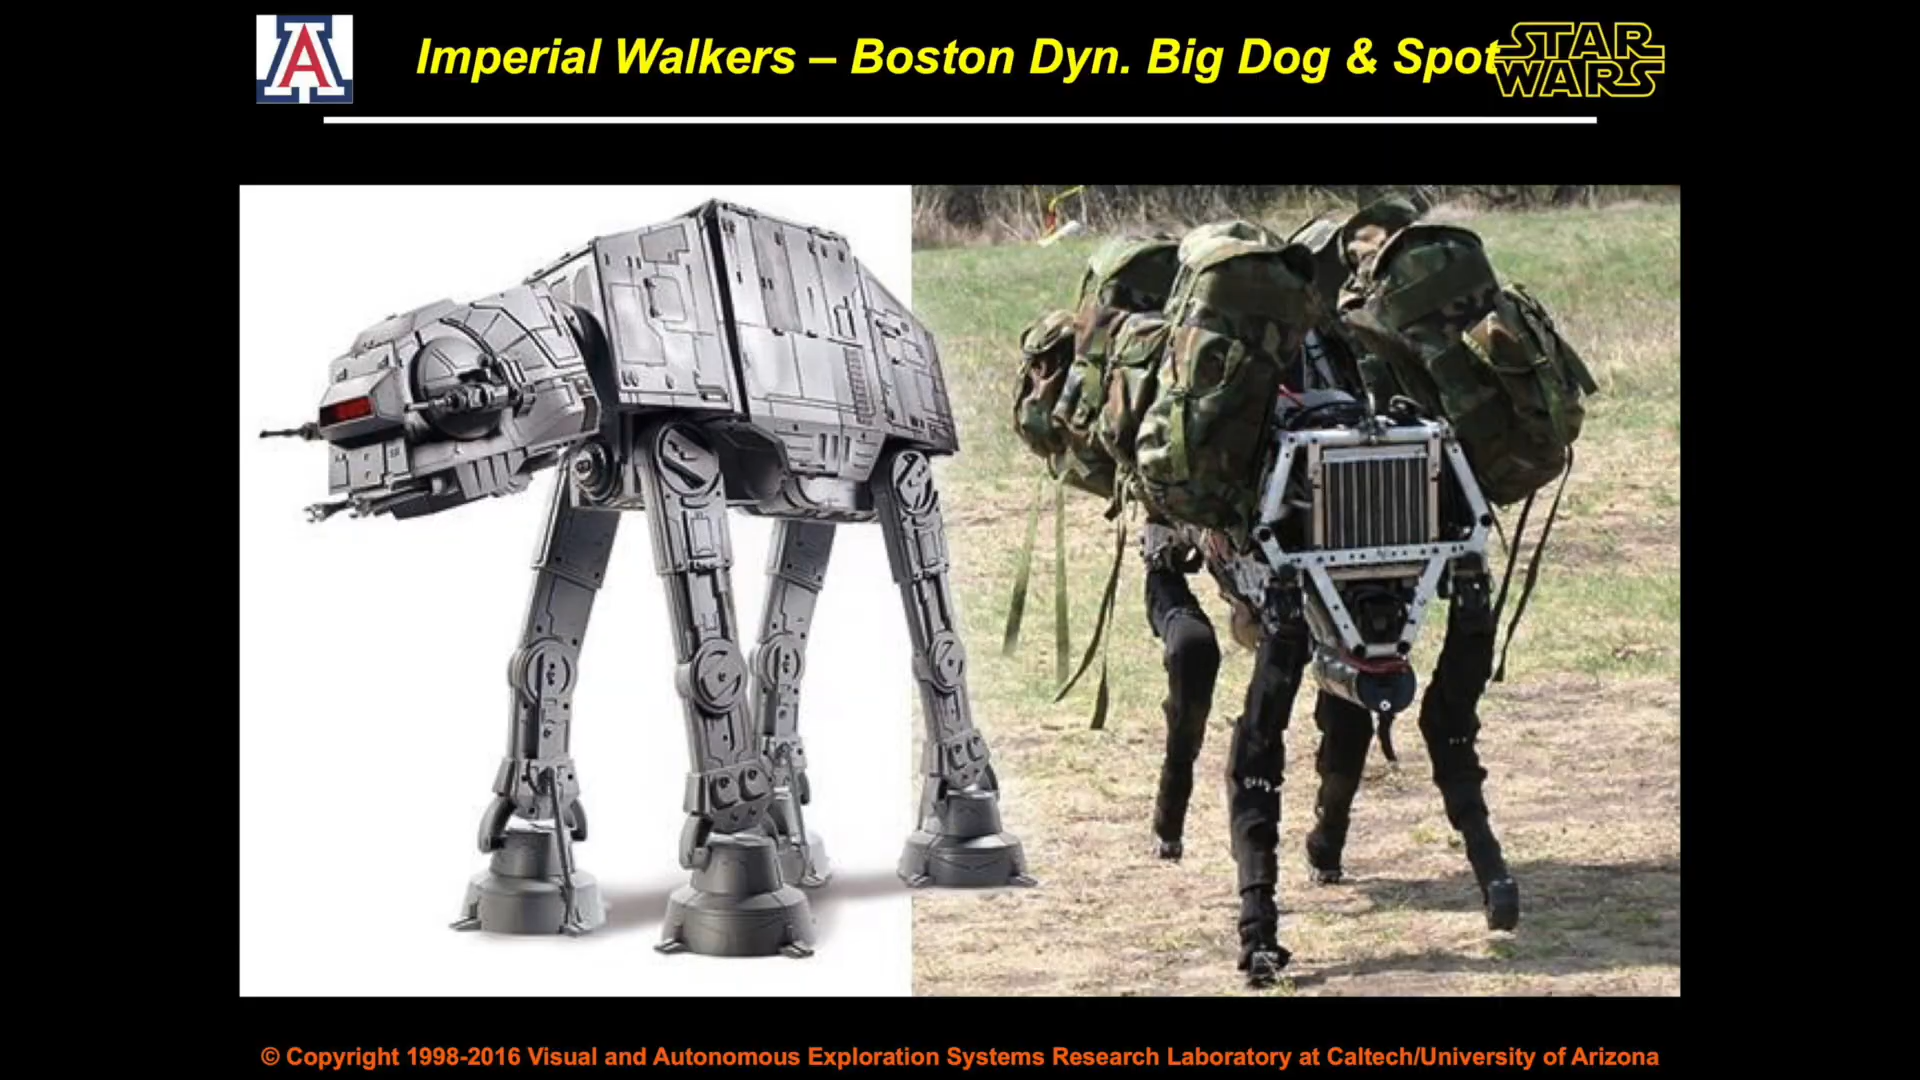 Imperial Walkers – Boston Dyn. Big Dog & Spot
STAR
WARS
A
© Copyright 1998-2016 Visual and Autonomous Exploration Systems Research Laboratory at Caltech/University of Arizona